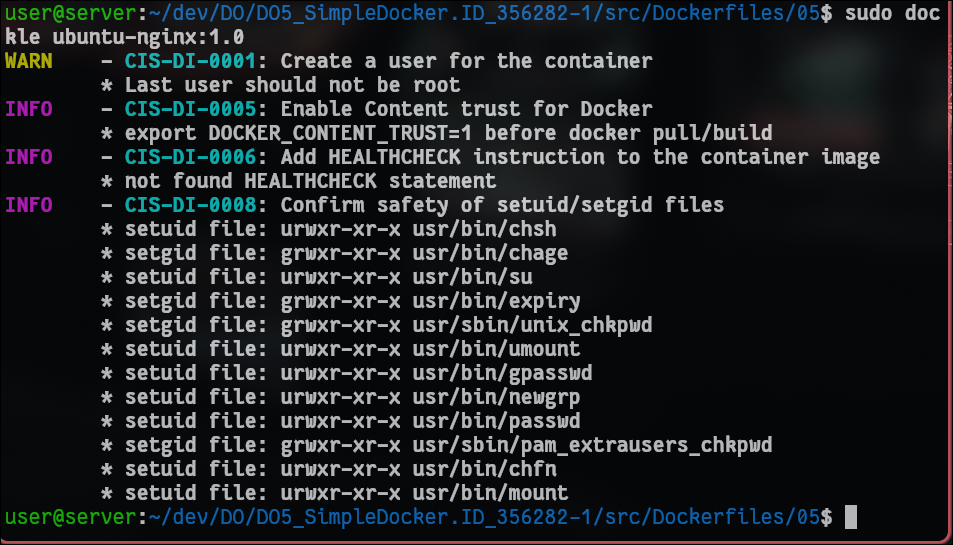 user@server:~/dev/DO/DO5_SimpleDocker.ID_356282-1/src/Dockerfiles/05$ sudo doc
kle ubuntu-nginx:1.0
WARN    - CIS-DI-0001: Create a user for the container
        * Last user should not be root
INFO    - CIS-DI-0005: Enable Content trust for Docker
        * export DOCKER_CONTENT_TRUST=1 before docker pull/build
INFO    - CIS-DI-0006: Add HEALTHCHECK instruction to the container image
        * not found HEALTHCHECK statement
INFO    - CIS-DI-0008: Confirm safety of setuid/setgid files
        * setuid file: urwxr-xr-x usr/bin/chsh
        * setgid file: grwxr-xr-x usr/bin/chage
        * setuid file: urwxr-xr-x usr/bin/su
        * setgid file: grwxr-xr-x usr/bin/expiry
        * setgid file: grwxr-xr-x usr/sbin/unix_chkpwd
        * setuid file: urwxr-xr-x usr/bin/umount
        * setuid file: urwxr-xr-x usr/bin/gpasswd
        * setuid file: urwxr-xr-x usr/bin/newgrp
        * setuid file: urwxr-xr-x usr/bin/passwd
        * setgid file: grwxr-xr-x usr/sbin/pam_extrausers_chkpwd
        * setuid file: urwxr-xr-x usr/bin/chfn
        * setuid file: urwxr-xr-x usr/bin/mount
user@server:~/dev/DO/DO5_SimpleDocker.ID_356282-1/src/Dockerfiles/05$